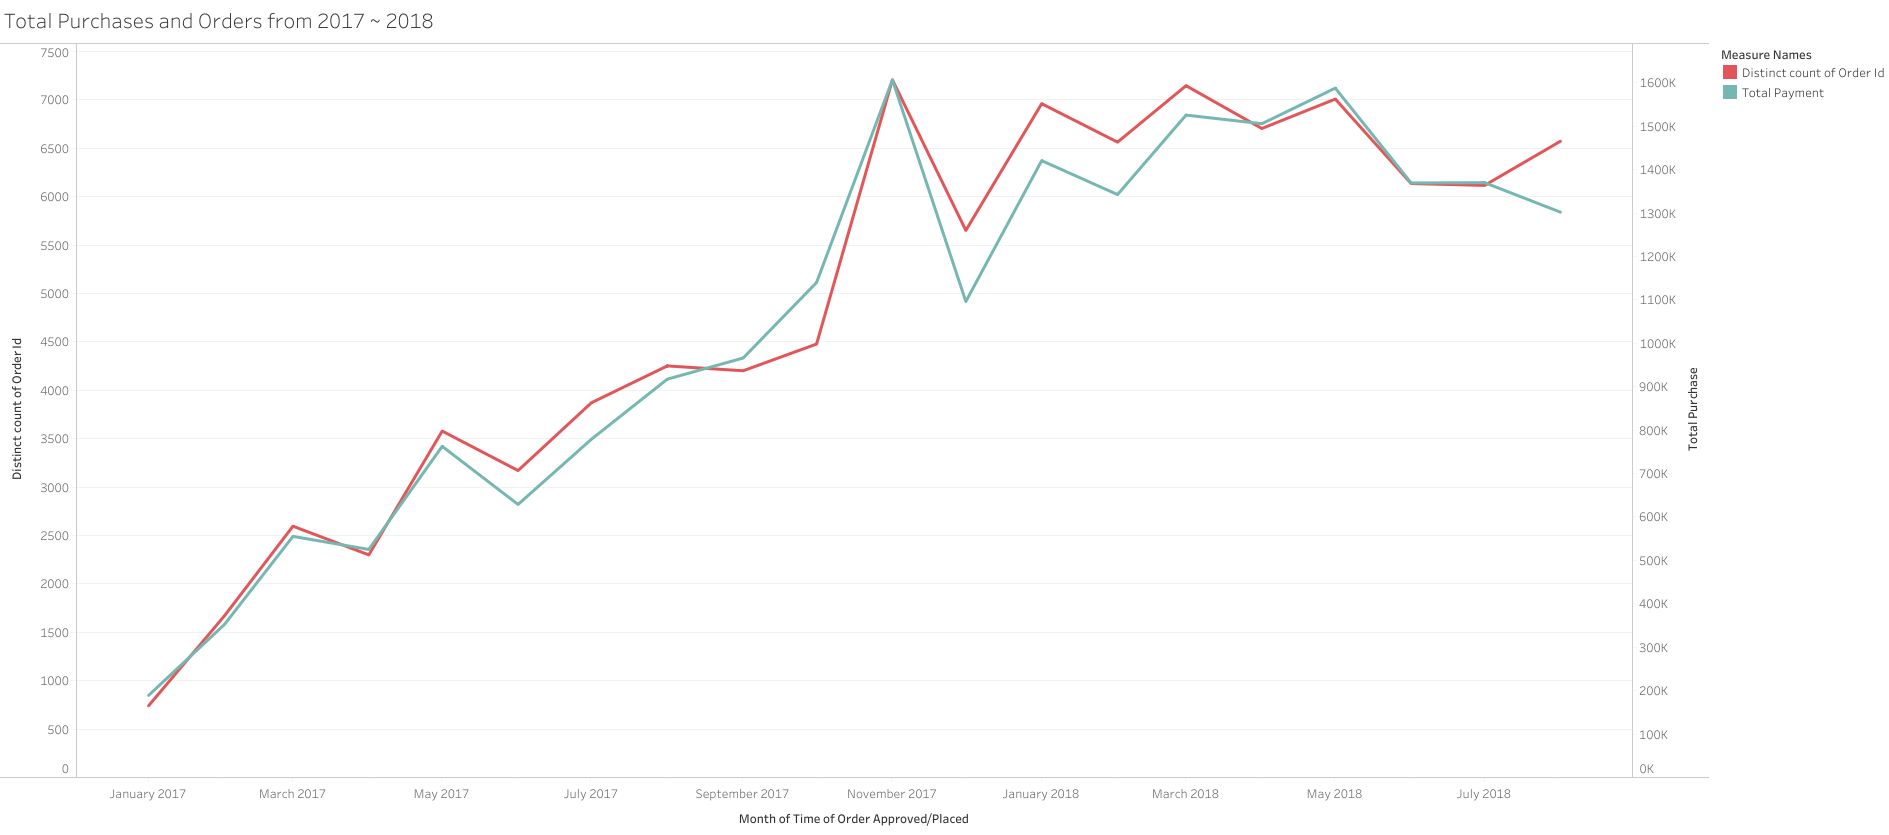 Total Purchases and Orders from 2017 ~ 2018
7500
7000
6500
6000
5500
5000
4500
4000
3500
3000
2500
2000
1500
1000
500
0
Distinct count of Order Id
1600K
1500K
1400K
1300K
1200K
1100K
1000K
900K
800K
700K
600K
500K
400K
300K
200K
100K
0K
Total Purchase
Measure Names
Distinct count of Order Id
Total Payment
January 2017 March 2017 May 2017 July 2017 September 2017 November 2017 January 2018 March 2018 May 2018 July 2018
Month of Time of Order Approved/Placed